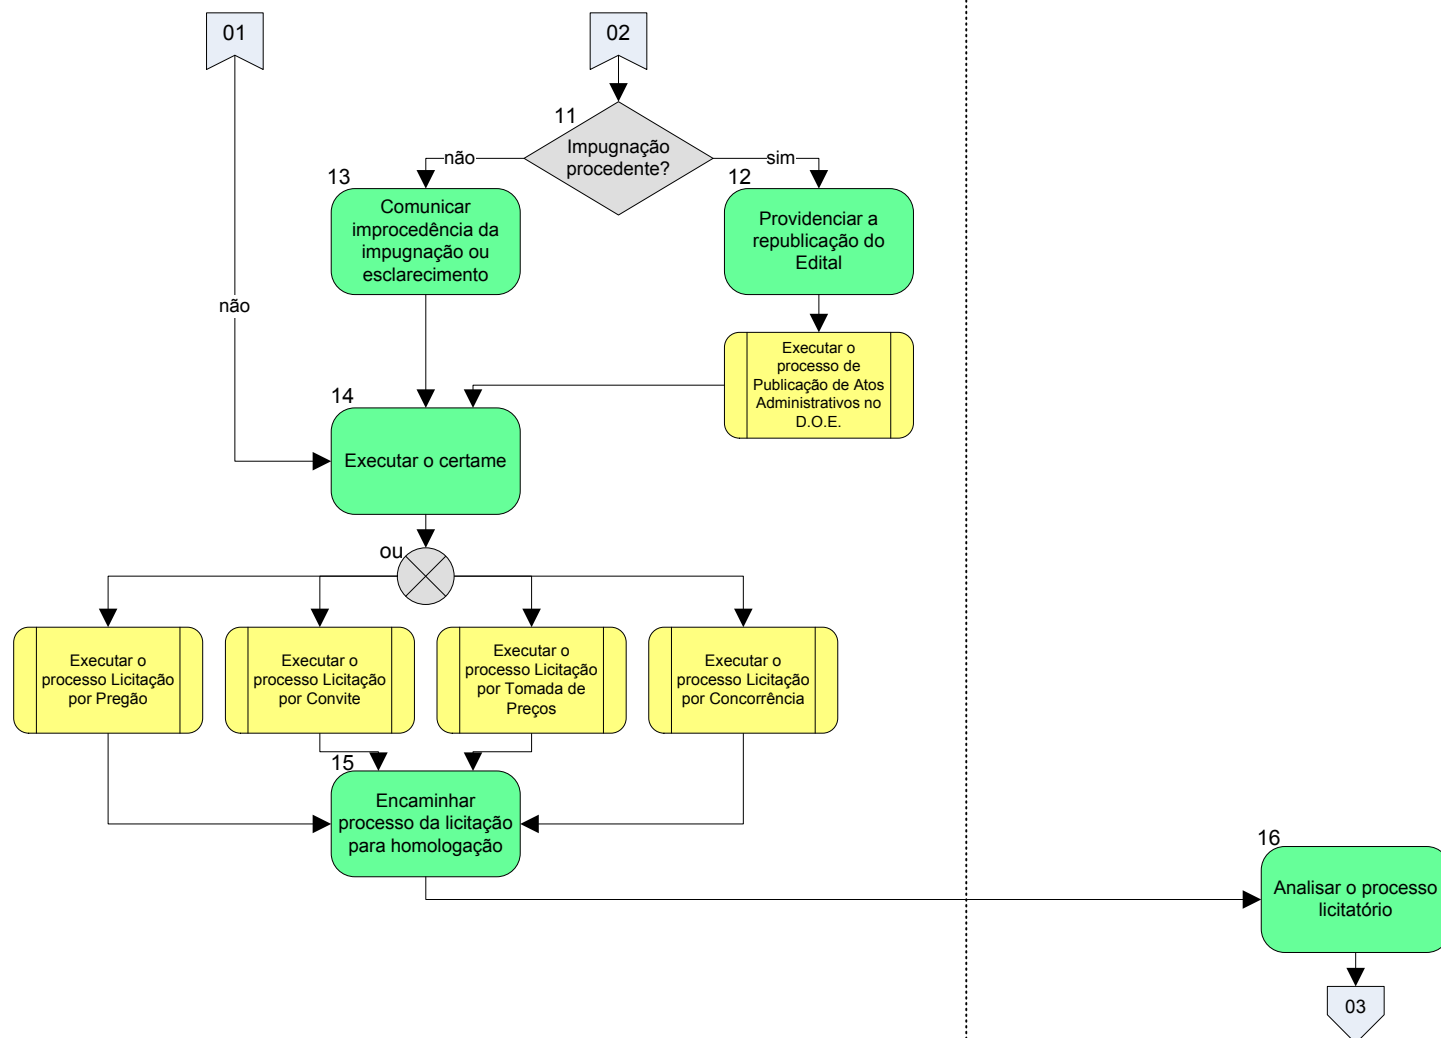 01
02
11
Impugnação
procedente?
não
sim
13
Comunicar
improcedência da
impugnação ou
esclarecimento
12
Providenciar a
republicação do
Edital
não
Executar o
processo de
Publicação de Atos
Administrativos no
D.O.E.
14
Executar o certame
ou
Executar o
processo Licitação
por Pregão
Executar o
processo Licitação
por Convite
Executar o
processo Licitação
por Tomada de
Preços
Executar o
processo Licitação
por Concorrência
15
Encaminhar
processo da licitação
para homologação
16
Analisar o processo
licitatório
03